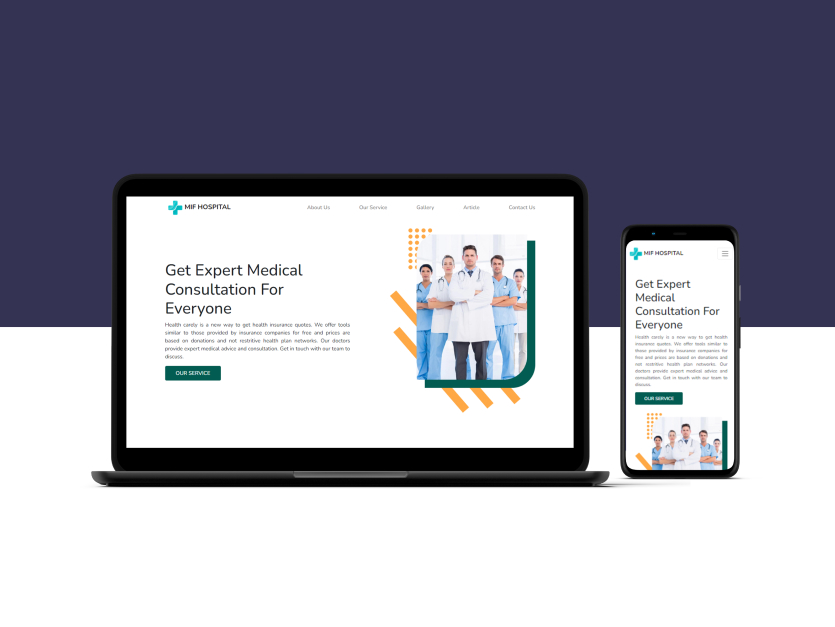 MIF HOSPITAL
About Us
Our Service
Gallery
Article
Contact Us
Get Expert Medical
Consultation For
Everyone
Health carely is a new way to get health insurance quotes. We offer tools
similar to those provided by insurance companies for free and prices are
based on donations and not restritive health plan networks. Our doctors
provide expert medical advice and consultation. Get in touch with our team to
discuss.
OUR SERVICE
MIF HOSPITAL
Get Expert
Medical
Consultation For
Everyone
Health carely is a new way to get health
insurance quotes. We offer tools similar to
those provided by insurance companies for
free and prices are based on donations and
not restritive health plan networks. Our
doctors provide expert medical advice and
consultation. Get in touch with our team to
discuss.
OUR SERVICE